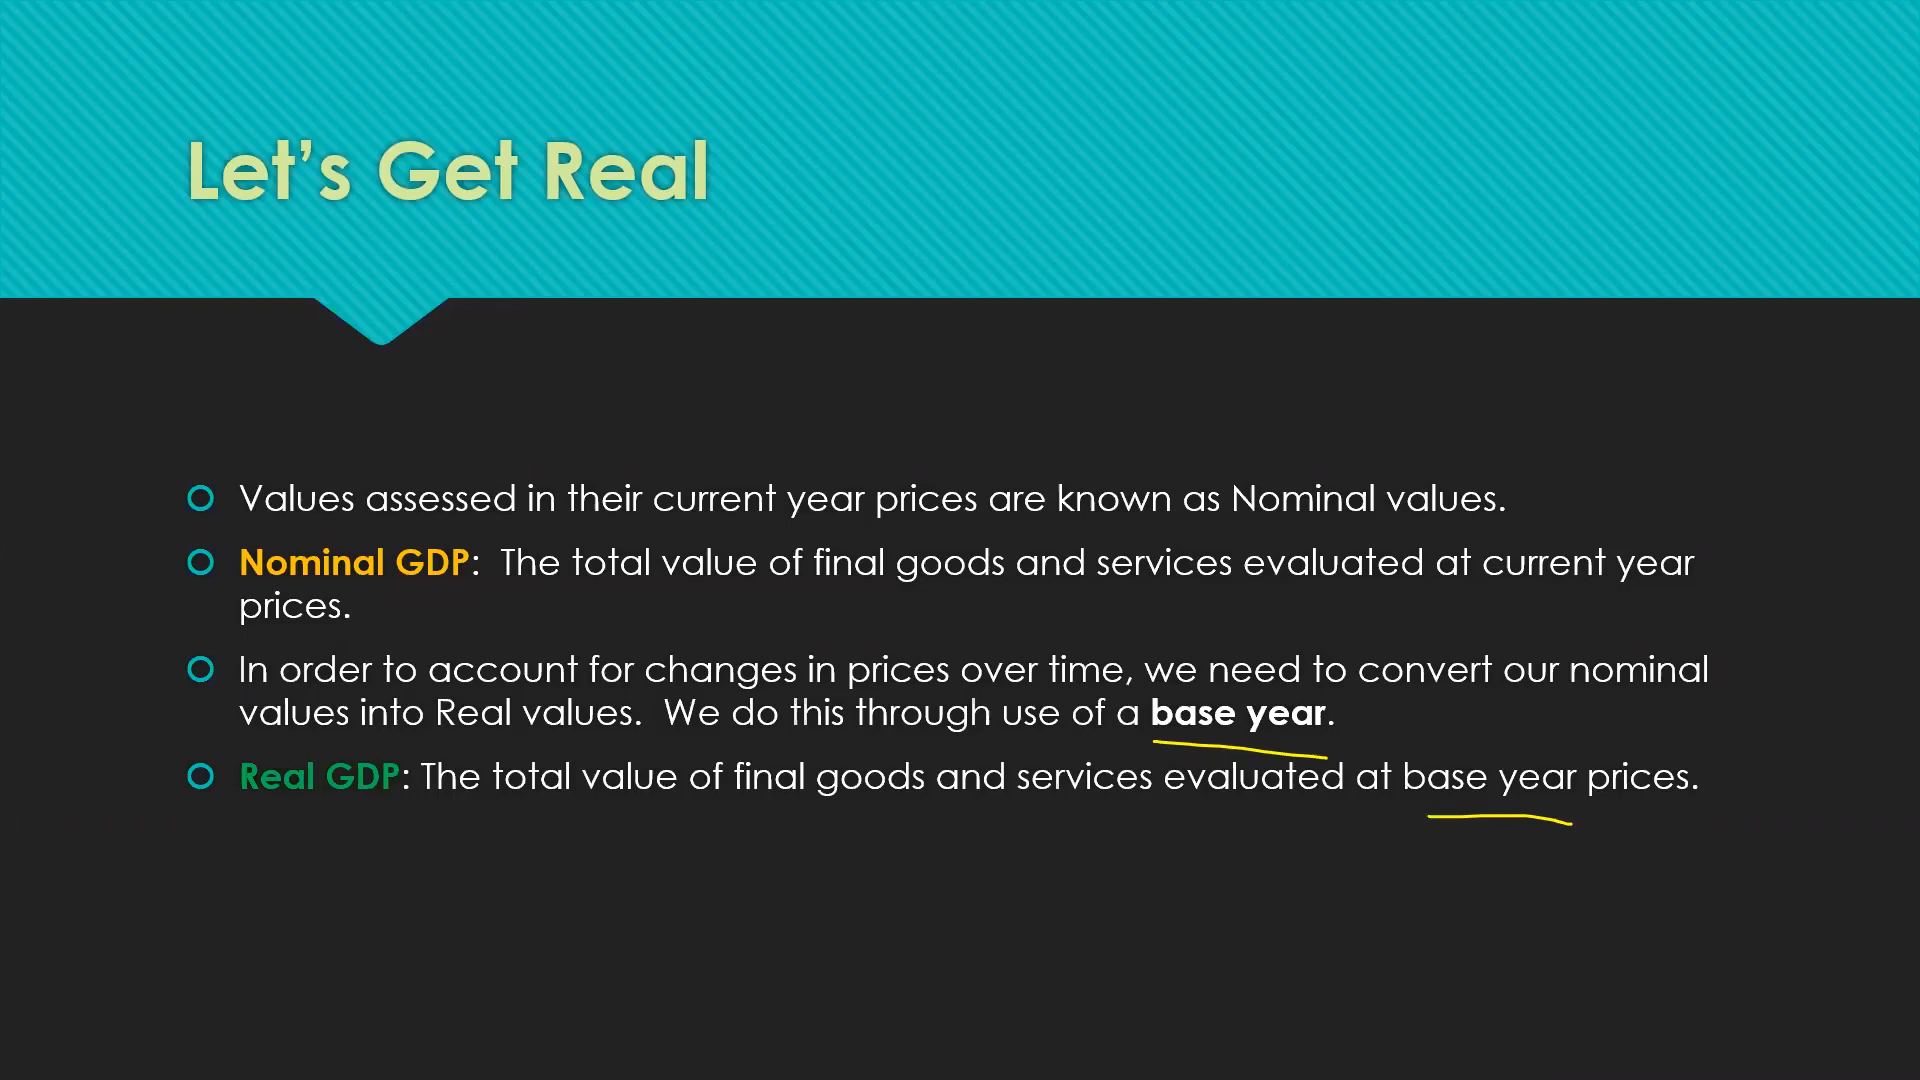 Let’s Get Real
Values assessed in their current year prices are known as Nominal values.
Nominal GDP:  The total value of final goods and services evaluated at current year
prices.
In order to account for changes in prices over time, we need to convert our nominal
values into Real values.  We do this through use of a base year.
Real GDP: The total value of final goods and services evaluated at base year prices.